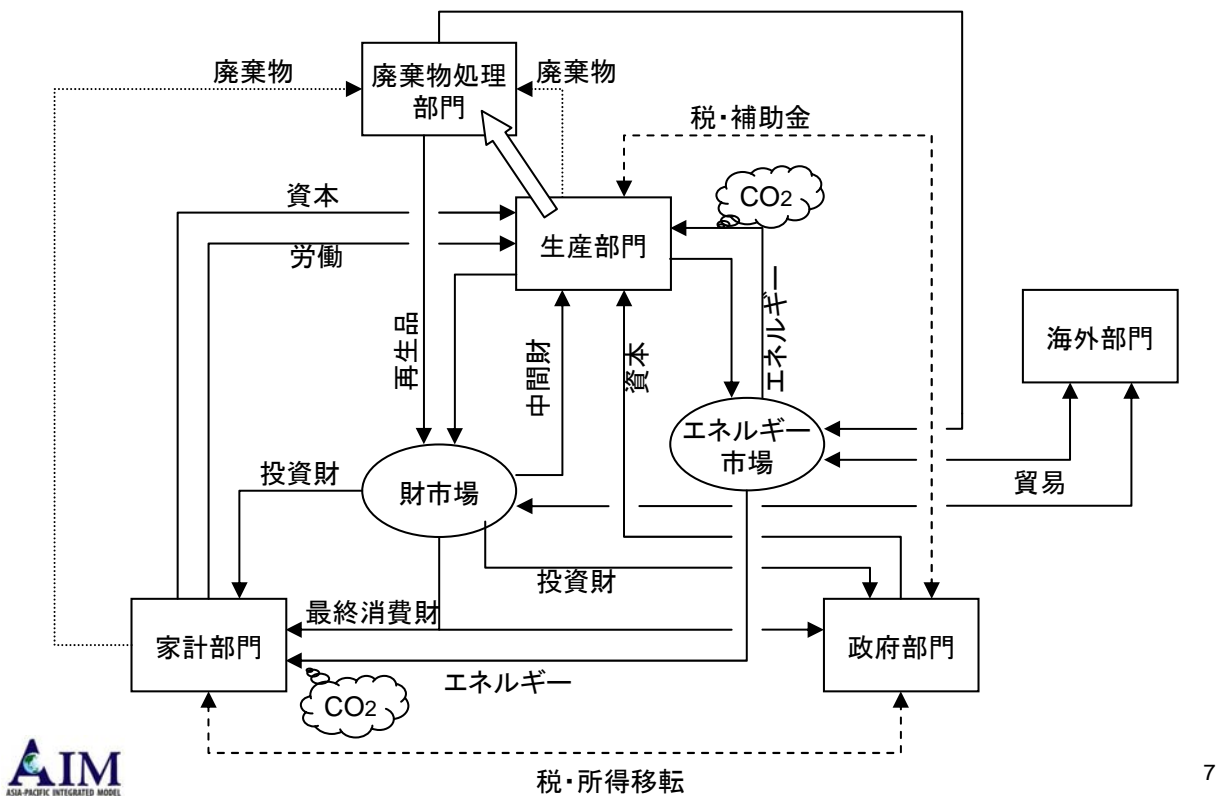 廃棄物
廃棄物処理
部門
廃棄物
税・補助金
資本
CO2
労働
生産部門
再生品
中間財
資本
エネルギー
海外部門
エネルギー
市場
投資財
財市場
貿易
投資財
最終消費財
家計部門
政府部門
エネルギー
CO2
税・所得移転
AIM
ASIA-PACIFIC INTEGRATED MODEL
7